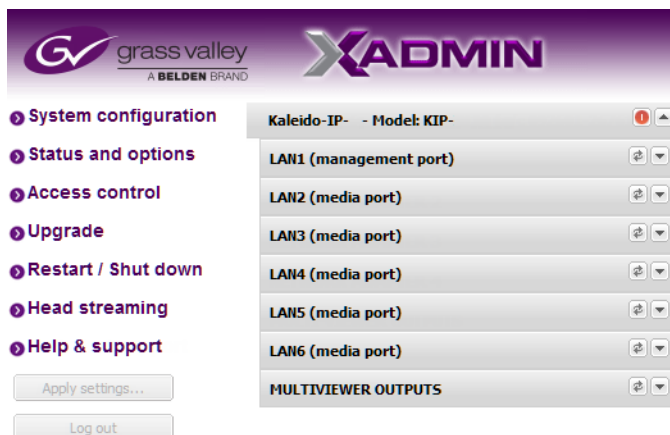 GV grass valley
A BELDEN BRAND
XADMIN
System configuration
Status and options
Access control
Upgrade
Restart / Shut down
Head streaming
Help & support
Apply settings...
Log out
Kaleido-IP- - Model: KIP-
LAN1 (management port)
LAN2 (media port)
LAN3 (media port)
LAN4 (media port)
LAN5 (media port)
LAN6 (media port)
MULTIVIEWER OUTPUTS